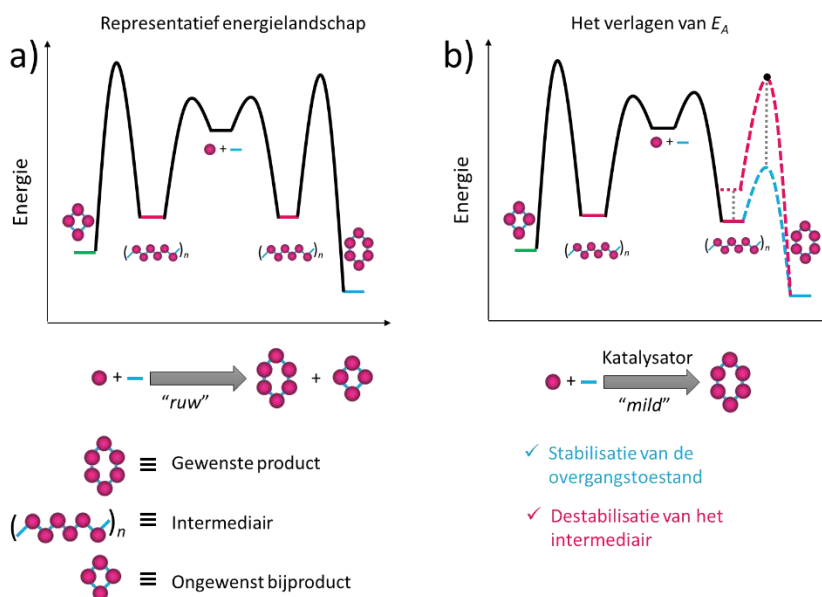 Representatief energielandschap
a)
Energie
+
( )n
( )n
+ +
"ruw"
≡ Gewenste product
( )n ≡ Intermediair
≡ Ongewenst bijproduct
Het verlagen van EA
b)
Energie
+
( )n
( )n
Katalysator
+
"mild"
✓ Stabilisatie van de
overgangstoestand
✓ Destabilisatie van het
intermediair